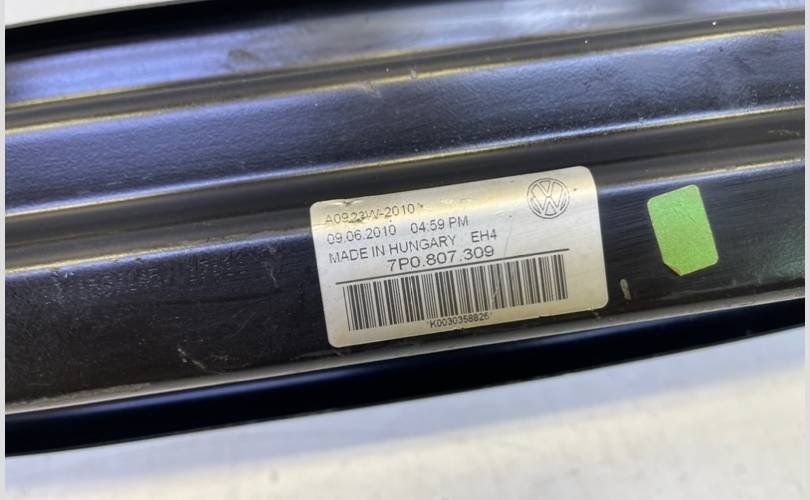 A0923W-2010
09.06.2010 04:59 PM
MADE IN HUNGARY EH4
7P0.807.309
*K0030358826*